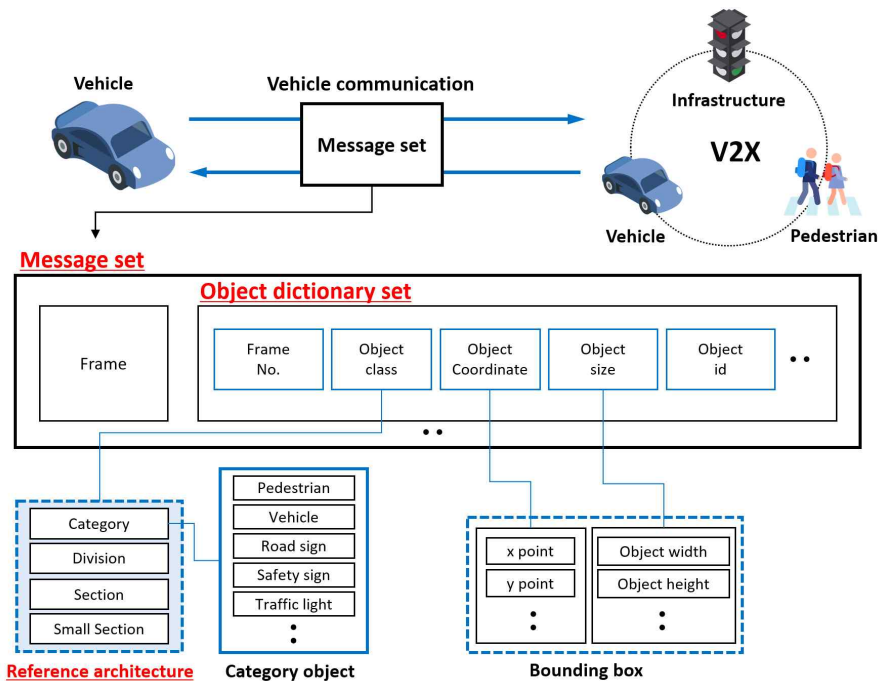 Vehicle
Vehicle communication
Message set
Infrastructure
V2X
Vehicle
Pedestrian
Message set
Object dictionary set
Frame
Frame
No.
Object
class
Object
Coordinate
Object
size
Object
id
Category
Division
Section
Small Section
Reference architecture
Pedestrian
Vehicle
Road sign
Safety sign
Traffic light
Category object
x point
y point
Object width
Object height
Bounding box